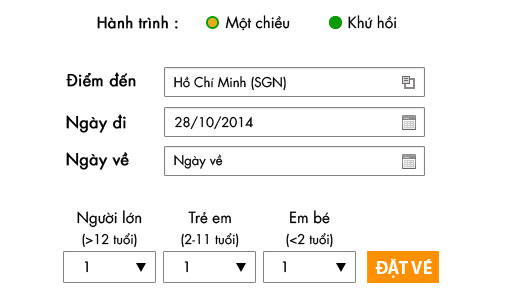 Hành trình : Một chiều Khứ hồi
Điểm đến Hồ Chí Minh (SGN)
Ngày đi 28/10/2014
Ngày về Ngày về
Người lớn Trẻ em Em bé
(>12 tuổi) (2-11 tuổi) (<2 tuổi)
1 1 1 ĐẶT VÉ